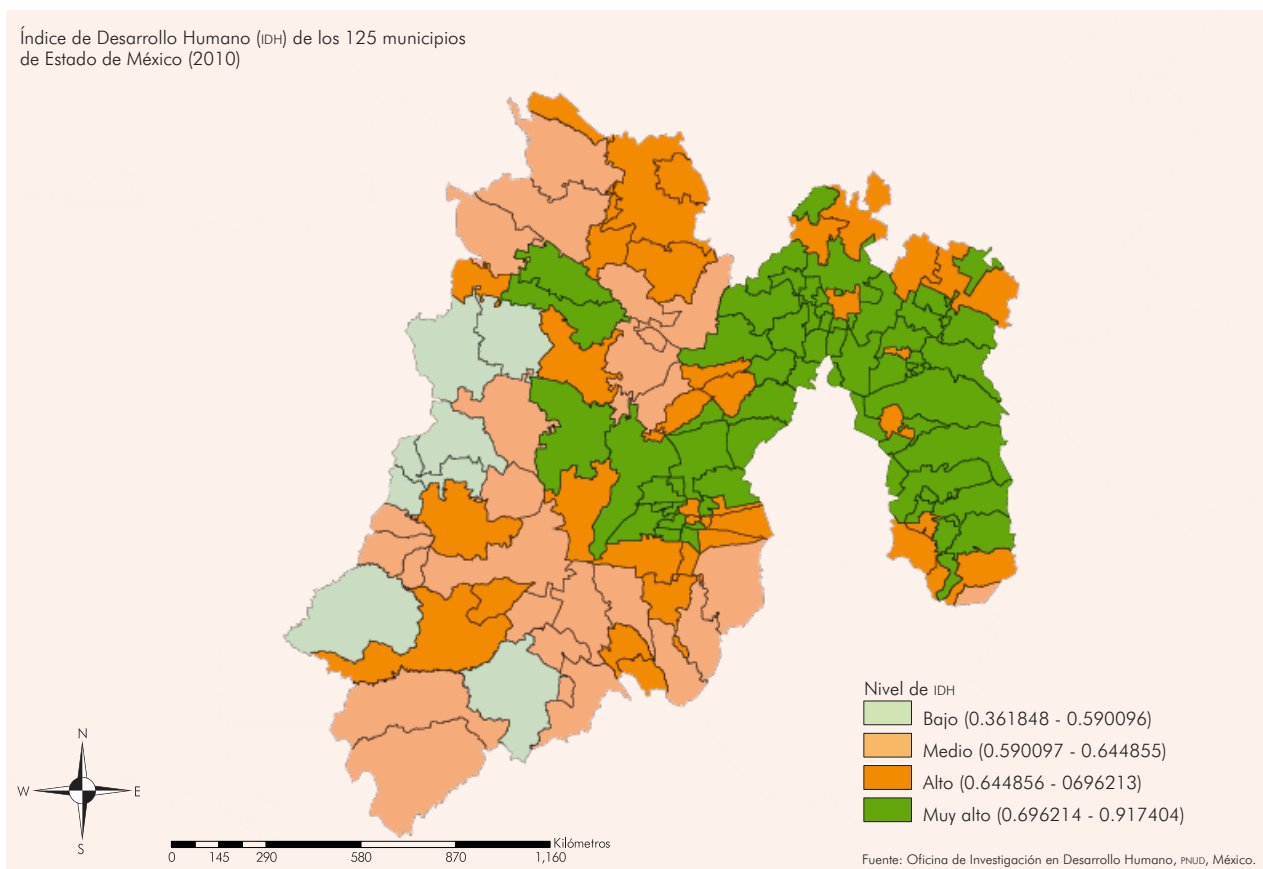 Índice de Desarrollo Humano (IDH) de los 125 municipios
de Estado de México (2010)
Nivel de IDH
Bajo (0.361848 - 0.590096)
Medio (0.590097 - 0.644855)
Alto (0.644856 - 0696213)
Muy alto (0.696214 - 0.917404)
N
W
E
S
Kilómetros
0 145 290 580 870 1,160
Fuente: Oficina de Investigación en Desarrollo Humano, PNUD, México.